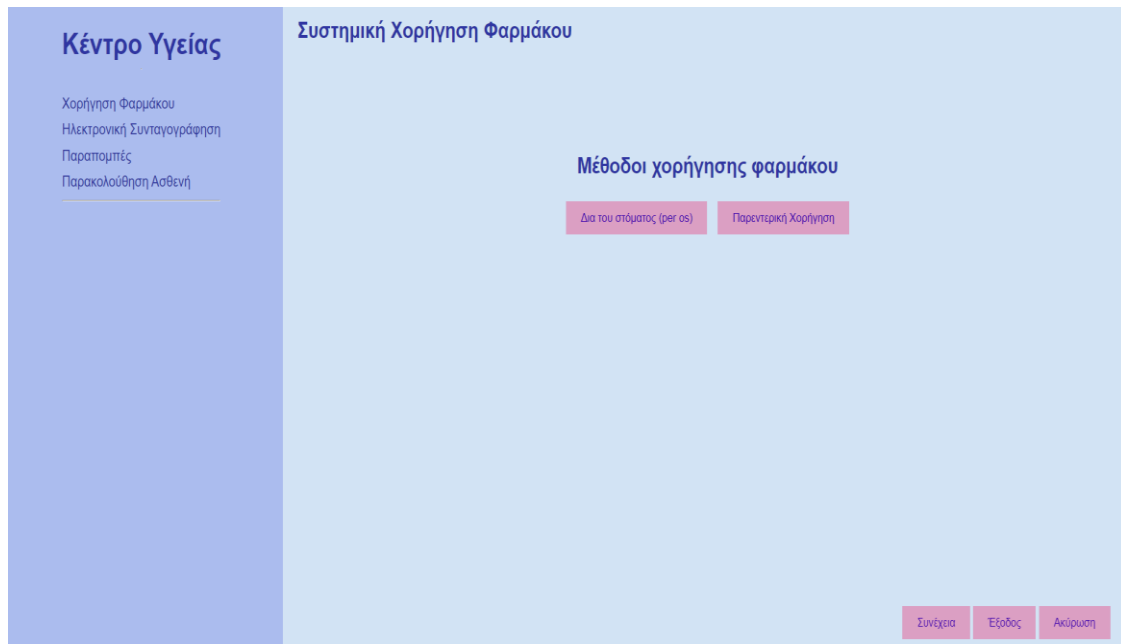 Κέντρο Υγείας
Χορήγηση Φαρμάκου
Ηλεκτρονική Συνταγογράφηση
Παραπομπές
Παρακολούθηση Ασθενή
Συστημική Χορήγηση Φαρμάκου
Μέθοδοι χορήγησης φαρμάκου
Δια του στόματος (per os) Παρεντερική Χορήγηση
Συνέχεια Έξοδος Ακύρωση